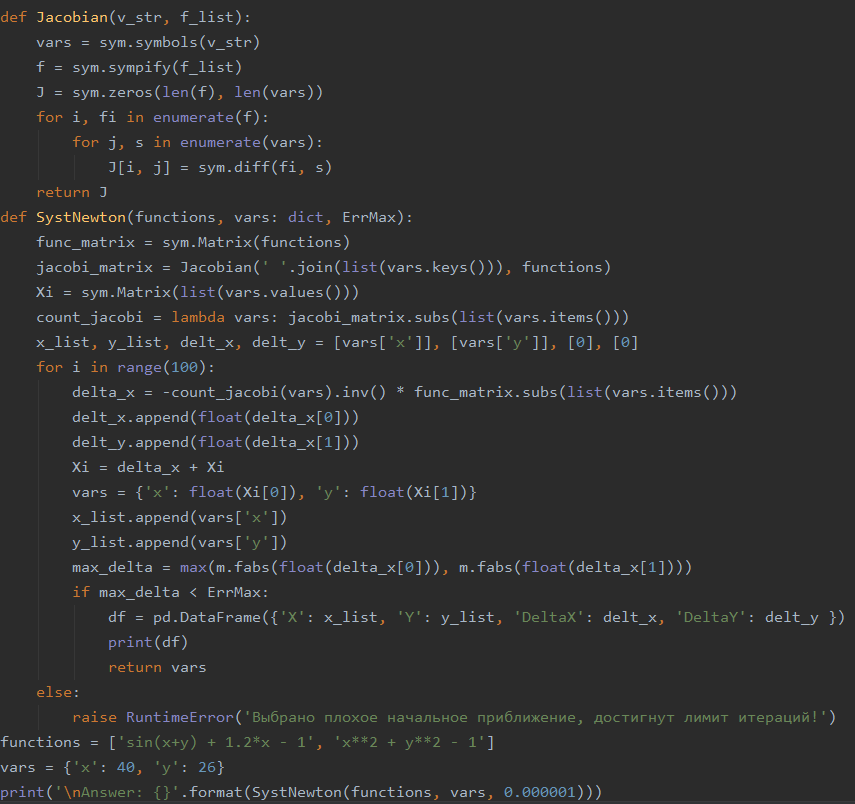 def Jacobian(v_str, f_list):
    vars = sym.symbols(v_str)
    f = sym.sympify(f_list)
    J = sym.zeros(len(f), len(vars))
    for i, fi in enumerate(f):
        for j, s in enumerate(vars):
            J[i, j] = sym.diff(fi, s)
    return J
def SystNewton(functions, vars: dict, ErrMax):
    func_matrix = sym.Matrix(functions)
    jacobi_matrix = Jacobian(' '.join(list(vars.keys())), functions)
    Xi = sym.Matrix(list(vars.values()))
    count_jacobi = lambda vars: jacobi_matrix.subs(list(vars.items()))
    x_list, y_list, delt_x, delt_y = [vars['x']], [vars['y']], [0], [0]
    for i in range(100):
        delta_x = -count_jacobi(vars).inv() * func_matrix.subs(list(vars.items()))
        delt_x.append(float(delta_x[0]))
        delt_y.append(float(delta_x[1]))
        Xi = delta_x + Xi
        vars = {'x': float(Xi[0]), 'y': float(Xi[1])}
        x_list.append(vars['x'])
        y_list.append(vars['y'])
        max_delta = max(m.fabs(float(delta_x[0])), m.fabs(float(delta_x[1])))
        if max_delta < ErrMax:
            df = pd.DataFrame({'X': x_list, 'Y': y_list, 'DeltaX': delt_x, 'DeltaY': delt_y })
            print(df)
            return vars
    else:
        raise RuntimeError('Выбрано плохое начальное приближение, достигнут лимит итераций!')
functions = ['sin(x+y) + 1.2*x - 1', 'x**2 + y**2 - 1']
vars = {'x': 40, 'y': 26}
print('\nAnswer: {}'.format(SystNewton(functions, vars, 0.000001)))